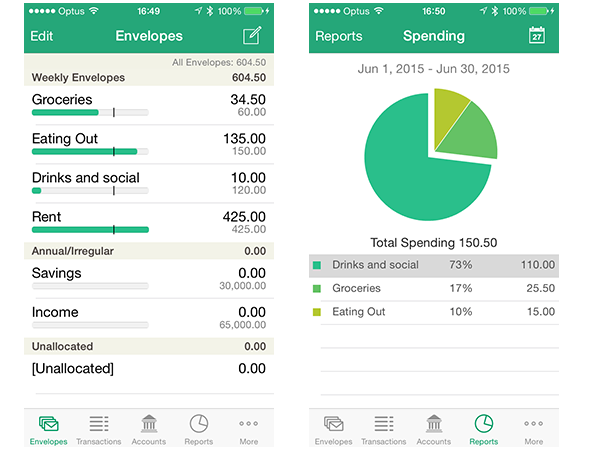 Optus 16:49 100%
Edit Envelopes
All Envelopes: 604.50
Weekly Envelopes 604.50
Groceries 34.50
60.00
Eating Out 135.00
150.00
Drinks and social 10.00
120.00
Rent 425.00
425.00
Annual/Irregular 0.00
Savings 0.00
30,000.00
Income 0.00
65,000.00
Unallocated 0.00
[Unallocated] 0.00
Envelopes Transactions Accounts Reports More
Optus 16:50 100%
Reports Spending 27
Jun 1, 2015 - Jun 30, 2015
Total Spending 150.50
Drinks and social 73% 110.00
Groceries 17% 25.50
Eating Out 10% 15.00
Envelopes Transactions Accounts Reports More